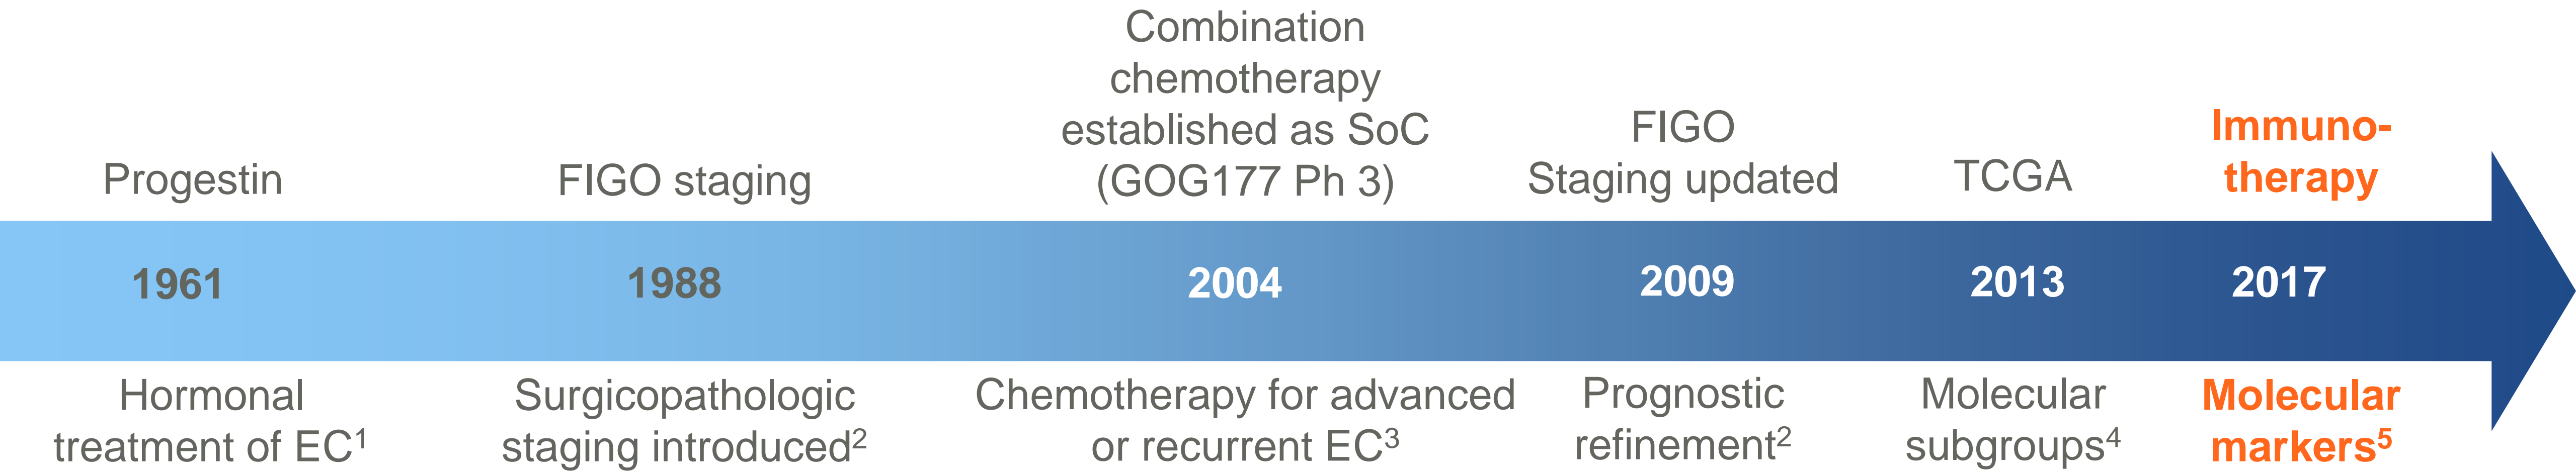 Progestin
FIGO staging
Combination
chemotherapy
established as SoC
(GOG177 Ph 3)
FIGO
Staging updated
TCGA
Immuno-
therapy
1961
1988
2004
2009
2013
2017
Hormonal
treatment of EC¹
Surgicopathologic
staging introduced²
Chemotherapy for advanced
or recurrent EC³
Prognostic
refinement²
Molecular
subgroups⁴
Molecular
markers⁵